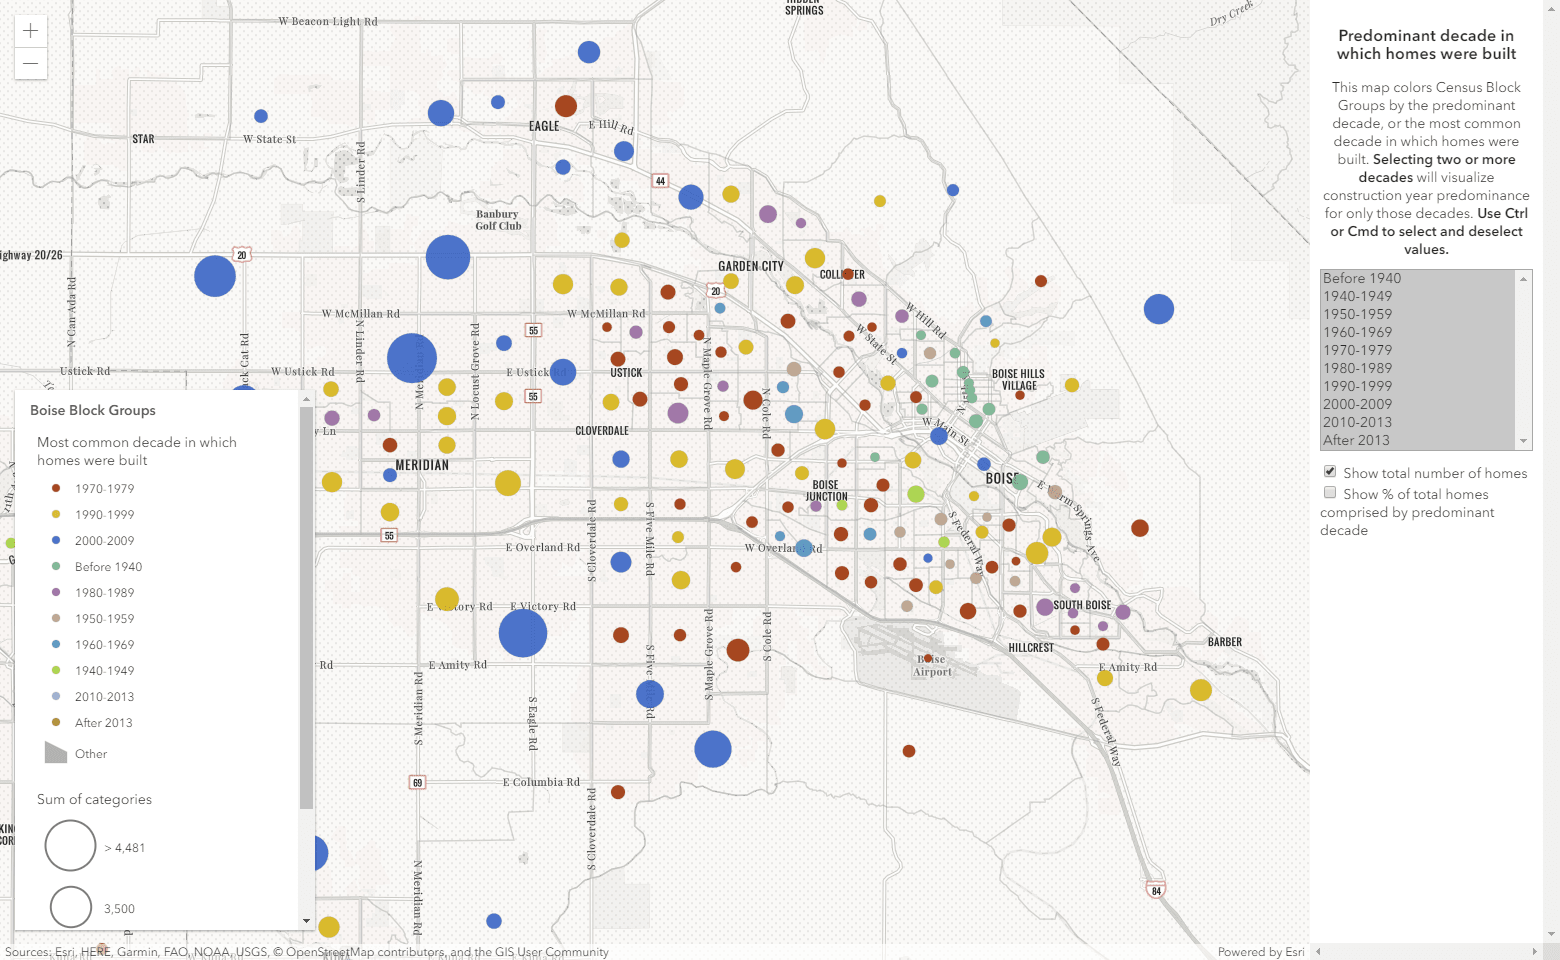 +
−
W Beacon Light Rd
HIDDEN
SPRINGS
Dry Creek
STAR
W State St
EAGLE
E Hill Rd
S Linder Rd
44
Banbury
Golf Club
ighway 20/26
20
GARDEN CITY
COLLISTER
N Can Ada Rd
20
W McMillan Rd
W McMillan Rd
W Hill Rd
N Linder Rd
N Locust Grove Rd
55
N Maple Grove Rd
W State St
Ustick Rd
W Ustick Rd
E Ustick Rd
USTICK
BOISE HILLS
VILLAGE
55
N Cole Rd
CLOVERDALE
W Main St
MERIDIAN
BOISE
JUNCTION
BOISE
E Warm Springs Ave
S Cloverdale Rd
S Five Mile Rd
S Federal Way
55
E Overland Rd
W Overland Rd
E Victory Rd
E Victory Rd
SOUTH BOISE
S Maple Grove Rd
S Cole Rd
HILLCREST
BARBER
Rd
E Amity Rd
Boise
Airport
E Amity Rd
S Meridian Rd
S Eagle Rd
S Five Mile Rd
S Federal Way
69
E Columbia Rd
S Cloverdale Rd
N Meridian Rd
84
Boise Block Groups
Most common decade in which
homes were built
1970-1979
1990-1999
2000-2009
Before 1940
1980-1989
1950-1959
1960-1969
1940-1949
2010-2013
After 2013
Other
Sum of categories
> 4,481
3,500
Sources: Esri, HERE, Garmin, FAO, NOAA, USGS, © OpenStreetMap contributors, and the GIS User Community
Powered by Esri
Predominant decade in
which homes were built
This map colors Census Block
Groups by the predominant
decade, or the most common
decade in which homes were
built. Selecting two or more
decades will visualize
construction year predominance
for only those decades. Use Ctrl
or Cmd to select and deselect
values.
Before 1940
1940-1949
1950-1959
1960-1969
1970-1979
1980-1989
1990-1999
2000-2009
2010-2013
After 2013
Show total number of homes
Show % of total homes
comprised by predominant
decade